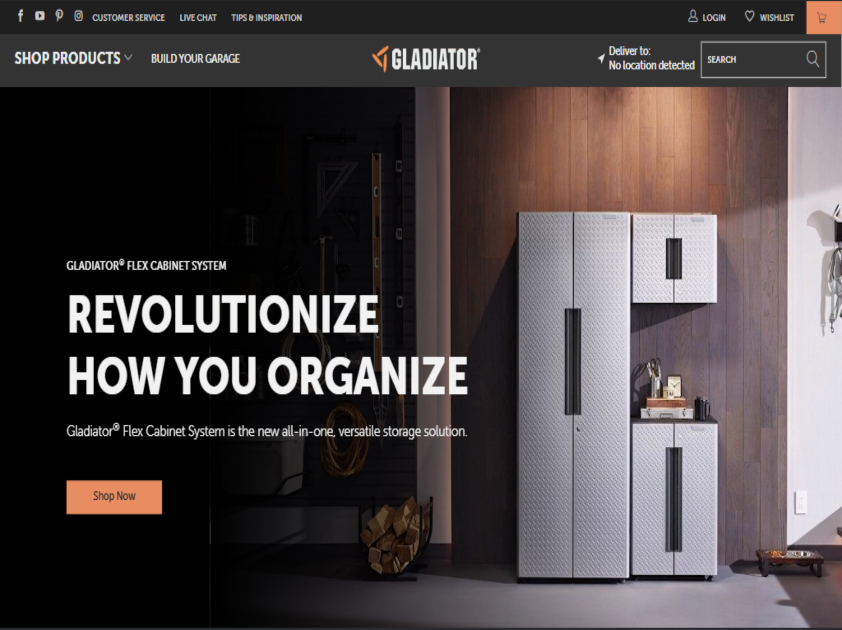 CUSTOMER SERVICE LIVE CHAT TIPS & INSPIRATION LOGIN WISHLIST
SHOP PRODUCTS BUILD YOUR GARAGE GLADIATOR® Deliver to:
No location detected
SEARCH
GLADIATOR® FLEX CABINET SYSTEM
REVOLUTIONIZE
HOW YOU ORGANIZE
Gladiator® Flex Cabinet System is the new all-in-one, versatile storage solution.
Shop Now